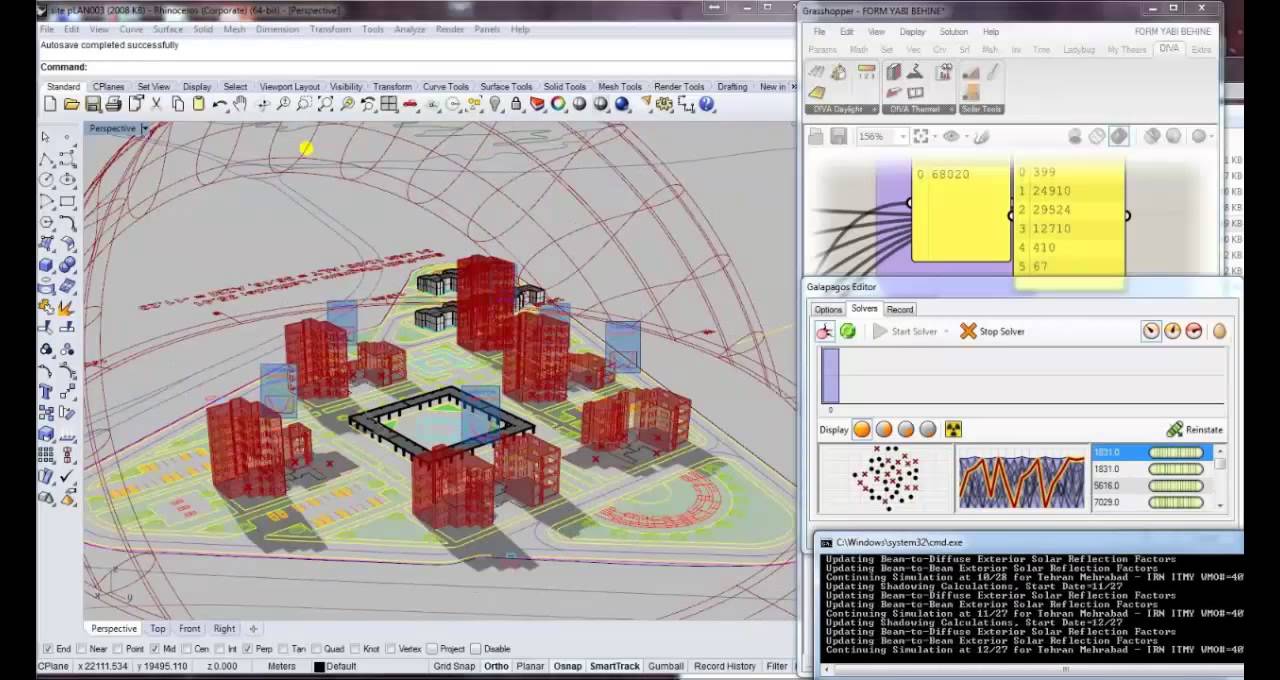 site pLAN003 (2008 KB) - Rhinoceros (Corporate) (64-bit) - [Perspective]
File Edit View Curve Surface Solid Mesh Dimension Transform Tools Analyze Render Panels Help
Autosave completed successfully
Command:
Standard CPlanes Set View Display Select Viewport Layout Visibility Transform Curve Tools Surface Tools Solid Tools Mesh Tools Render Tools Drafting New in
Perspective
Perspective Top Front Right
End Near Point Mid Cen Int Perp Tan Quad Knot Vertex Project Disable
CPlane x 22111.534 y 19495.110 z 0.000 Meters Default Grid Snap Ortho Planar Osnap SmartTrack Gumball Record History Filter
Grasshopper - FORM YABI BEHINE*
File Edit View Display Solution Help FORM YABI BEHINE
Params Math Set Vec Crv Srf Msh Int Trns Ladybug My Thesis DIVA Extra
DIVA Daylight DIVA Thermal Solar Tools
156%
0 68020
0 399
1 24910
2 29524
3 12710
4 410
5 67
Galapagos Editor
Options Solvers Record
Start Solver Stop Solver
0
Display Reinstate
1831.0
1831.0
5616.0
7029.0
C:\Windows\system32\cmd.exe
Updating Beam-to-Diffuse Exterior Solar Reflection Factors
Updating Beam-to-Beam Exterior Solar Reflection Factors
Continuing Simulation at 10/28 for Tehran Mehrabad - IRN ITMY WMO#=40
Updating Shadowing Calculations, Start Date=11/27
Updating Beam-to-Diffuse Exterior Solar Reflection Factors
Updating Beam-to-Beam Exterior Solar Reflection Factors
Continuing Simulation at 11/27 for Tehran Mehrabad - IRN ITMY WMO#=40
Updating Shadowing Calculations, Start Date=12/27
Updating Beam-to-Diffuse Exterior Solar Reflection Factors
Updating Beam-to-Beam Exterior Solar Reflection Factors
Continuing Simulation at 12/27 for Tehran Mehrabad - IRN ITMY WMO#=40